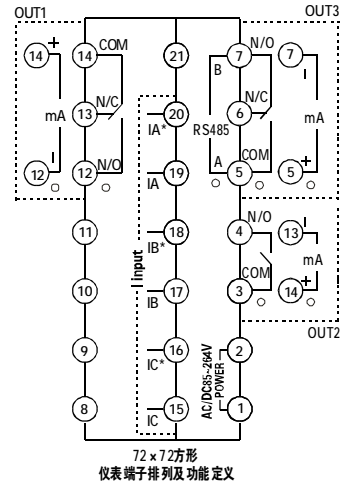 OUT1
OUT3
14 + 14 COM 21 7 N/O 7 -
B
mA 13 N/C 20 6 N/C mA
IA* RS485
12 - 12 N/O 19 A 5 COM 5 +
IA
11 18 4 N/O 13 -
IB*
I input
COM mA
10 17 3 14 +
IB
OUT2
9 16 2
IC*
AC/DC85~264V
POWER
8 15 1
IC
72×72方形
仪表端子排列及功能定义